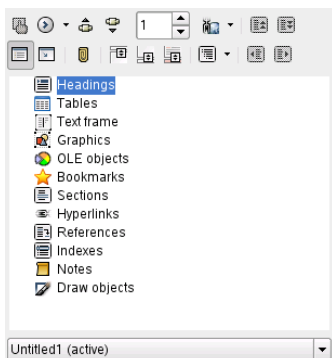 1
Headings
Tables
Text frame
Graphics
OLE objects
Bookmarks
Sections
Hyperlinks
References
Indexes
Notes
Draw objects
Untitled1 (active)